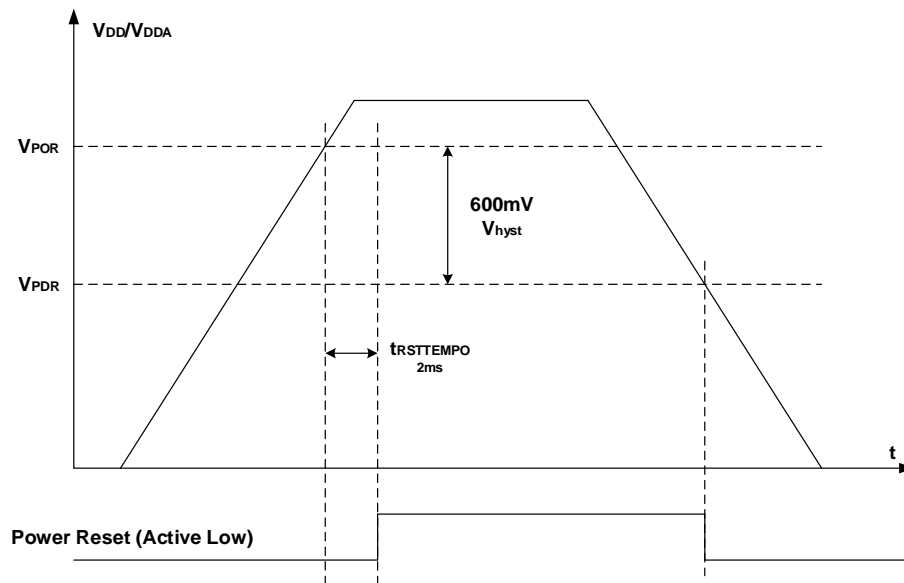 VDD/VDDA
VPOR
600mV
Vhyst
VPDR
tRSTTEMPO
2ms
t
Power Reset (Active Low)